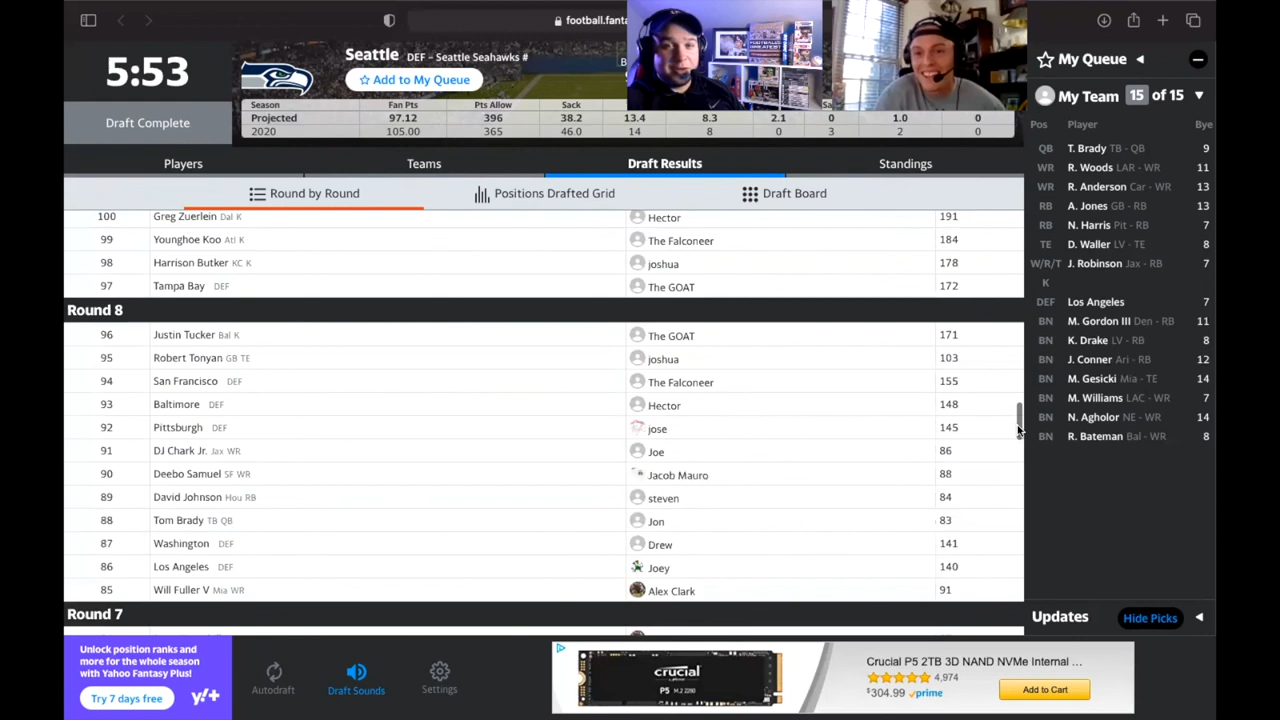 football.fanta
5:53
Draft Complete
Seattle DEF - Seattle Seahawks #
Add to My Queue
Season Fan Pts Pts Allow Sack Sa
Projected 97.12 396 38.2 13.4 8.3 2.1 0 1.0 0
2020 105.00 365 46.0 14 8 3 2 0
Players Teams Draft Results Standings
Round by Round Positions Drafted Grid Draft Board
100 Greg Zuerlein Dal K Hector 191
99 Younghoe Koo Atl K The Falconeer 184
98 Harrison Butker KC K joshua 178
97 Tampa Bay DEF The GOAT 172
Round 8
96 Justin Tucker Bal K The GOAT 171
95 Robert Tonyan GB TE joshua 103
94 San Francisco DEF The Falconeer 155
93 Baltimore DEF Hector 148
92 Pittsburgh DEF jose 145
91 DJ Chark Jr. Jax WR Joe 86
90 Deebo Samuel SF WR Jacob Mauro 88
89 David Johnson Hou RB steven 84
88 Tom Brady TB QB Jon 83
87 Washington DEF Drew 141
86 Los Angeles DEF Joey 140
85 Will Fuller V Mia WR Alex Clark 91
Round 7
My Queue
My Team 15 of 15
Pos Player Bye
QB T. Brady TB - QB 9
WR R. Woods LAR - WR 11
WR R. Anderson Car - WR 13
RB A. Jones GB - RB 13
RB N. Harris Pit - RB 7
TE D. Waller LV - TE 8
W/R/T J. Robinson Jax - RB 7
K
DEF Los Angeles 7
BN M. Gordon III Den - RB 11
BN K. Drake LV - RB 8
BN J. Conner Ari - RB 12
BN M. Gesicki Mia - TE 14
BN M. Williams LAC - WR 7
BN N. Agholor NE - WR 14
BN R. Bateman Bal - WR 8
Updates Hide Picks
Unlock position ranks and
more for the whole season
with Yahoo Fantasy Plus!
Try 7 days free y!+
Autodraft Draft Sounds Settings
crucial
P5 M.2 2280
Crucial P5 2TB 3D NAND NVMe Internal ...
4,974
$304.99 prime
Add to Cart